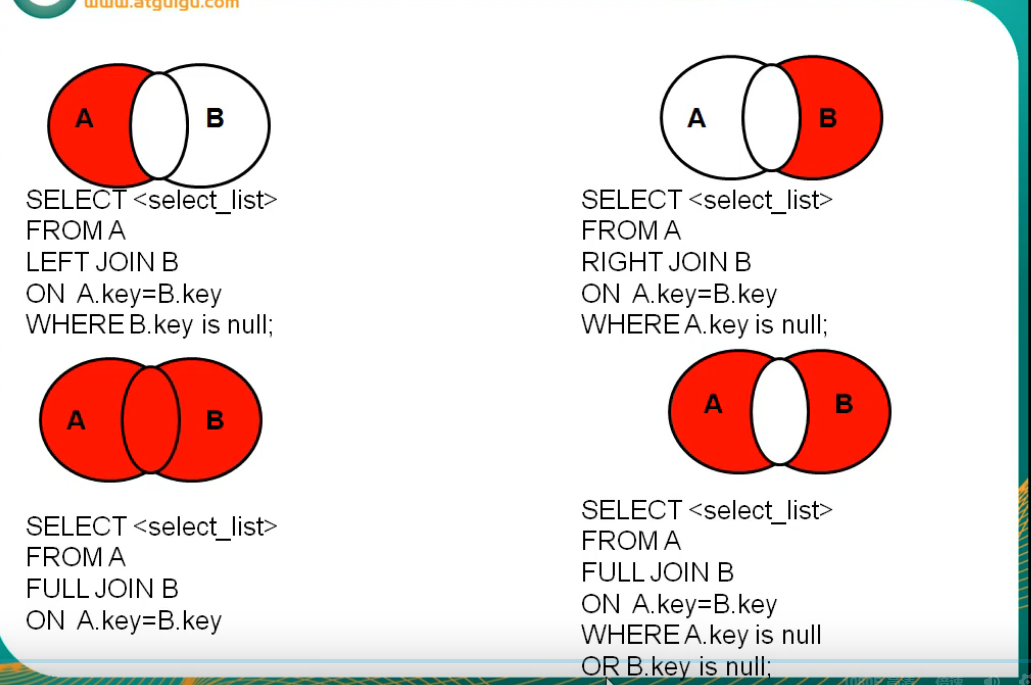 www.atguigu.com
A
B
SELECT <select_list>
FROM A
LEFT JOIN B
ON A.key=B.key
WHERE B.key is null;
A
B
SELECT <select_list>
FROM A
RIGHT JOIN B
ON A.key=B.key
WHERE A.key is null;
A
B
SELECT <select_list>
FROM A
FULL JOIN B
ON A.key=B.key
A
B
SELECT <select_list>
FROM A
FULL JOIN B
ON A.key=B.key
WHERE A.key is null
OR B.key is null;